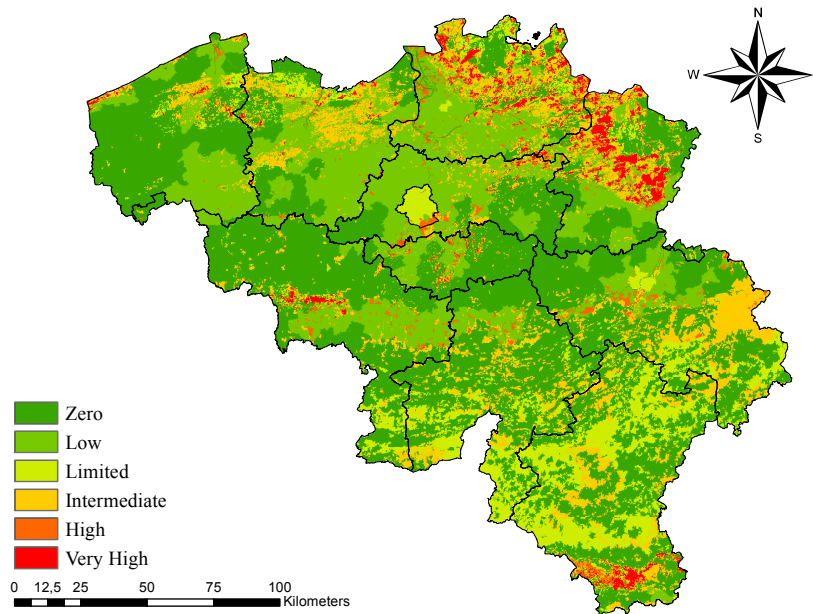 N
W
S
Zero
Low
Limited
Intermediate
High
Very High
0 12,5 25 50 75 100
Kilometers